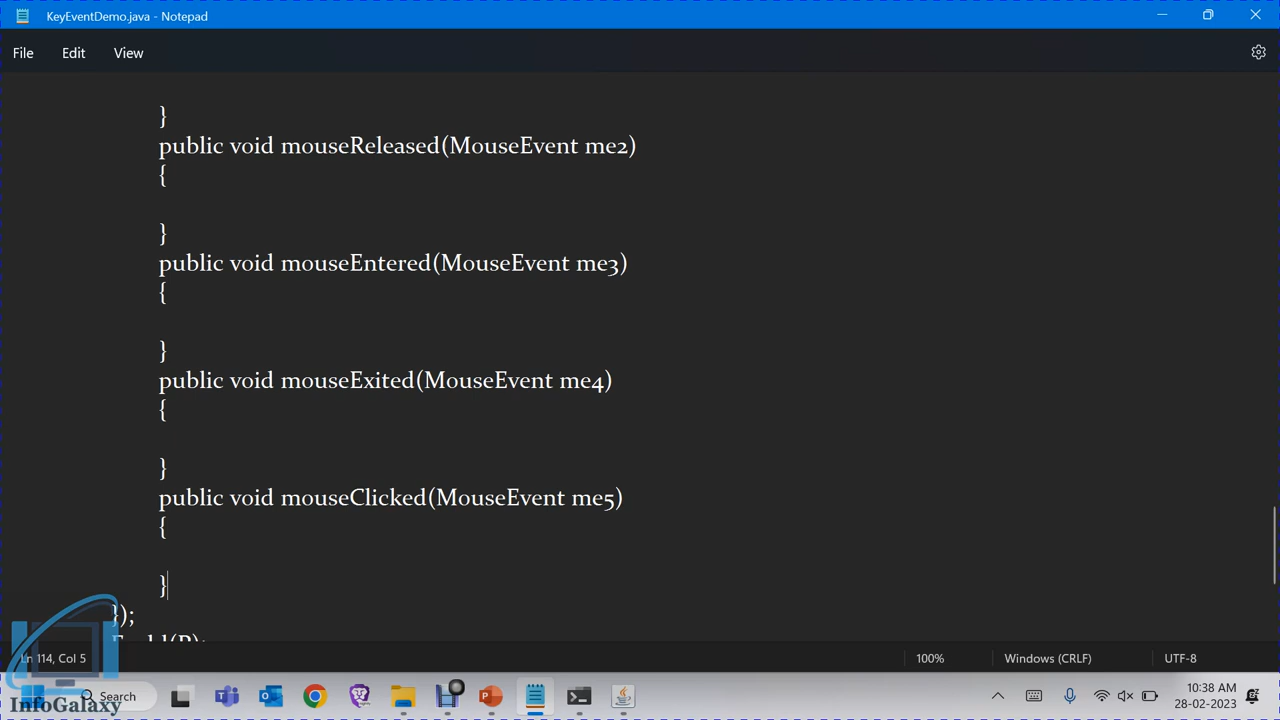 KeyEventDemo.java - Notepad
File Edit View
}
public void mouseReleased(MouseEvent me2)
{
}
public void mouseEntered(MouseEvent me3)
{
}
public void mouseExited(MouseEvent me4)
{
}
public void mouseClicked(MouseEvent me5)
{
}
});
Ln 114, Col 5 100% Windows (CRLF) UTF-8
Search
10:38 AM
28-02-2023
InfoGalaxy